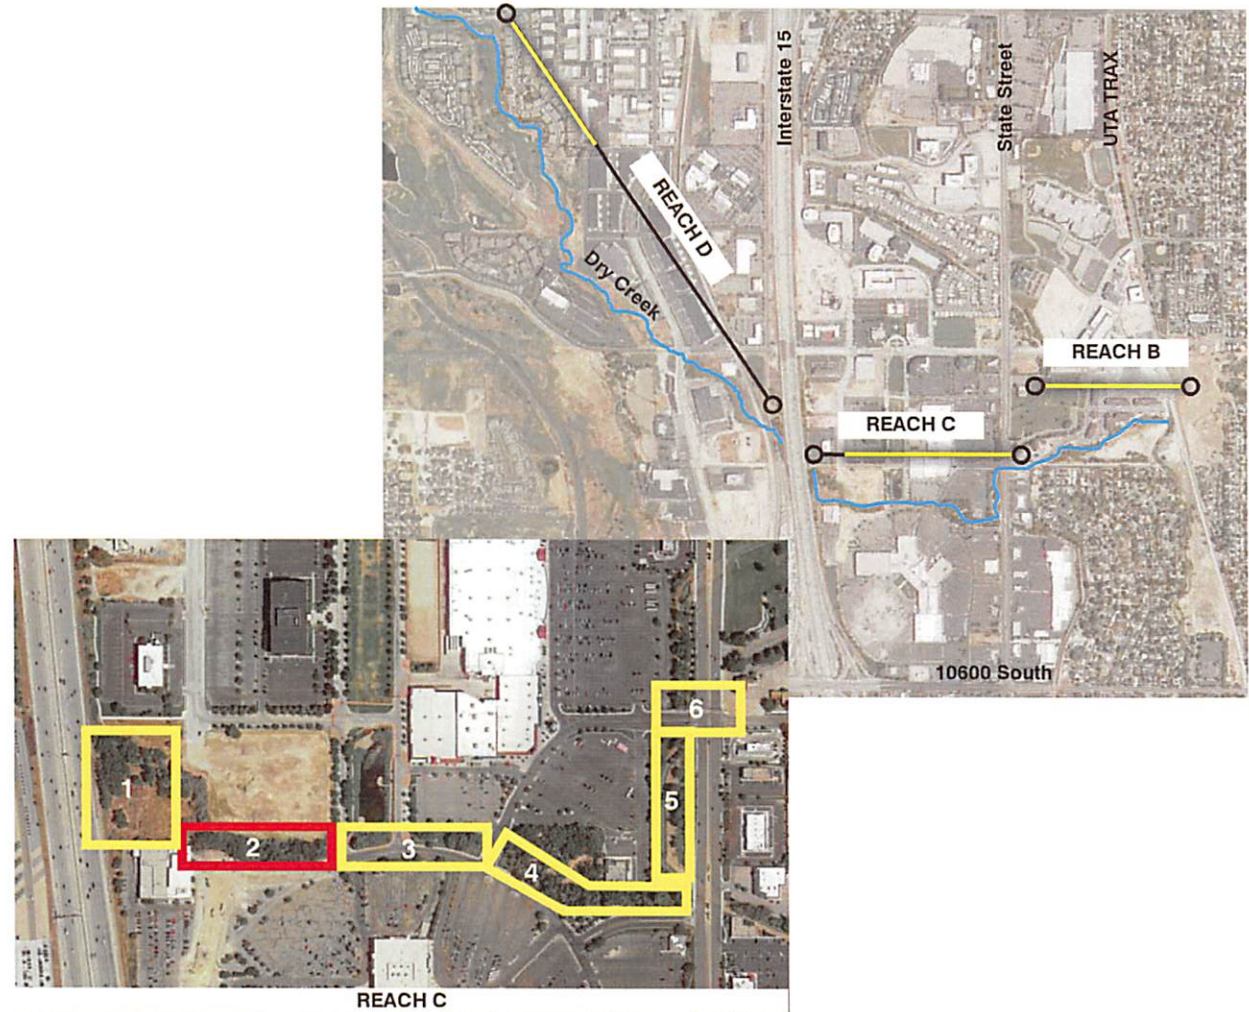 Interstate 15
State Street
UTA TRAX
REACH D
Dry Creek
REACH B
REACH C
10600 South
1
2
3
4
5
6
REACH C